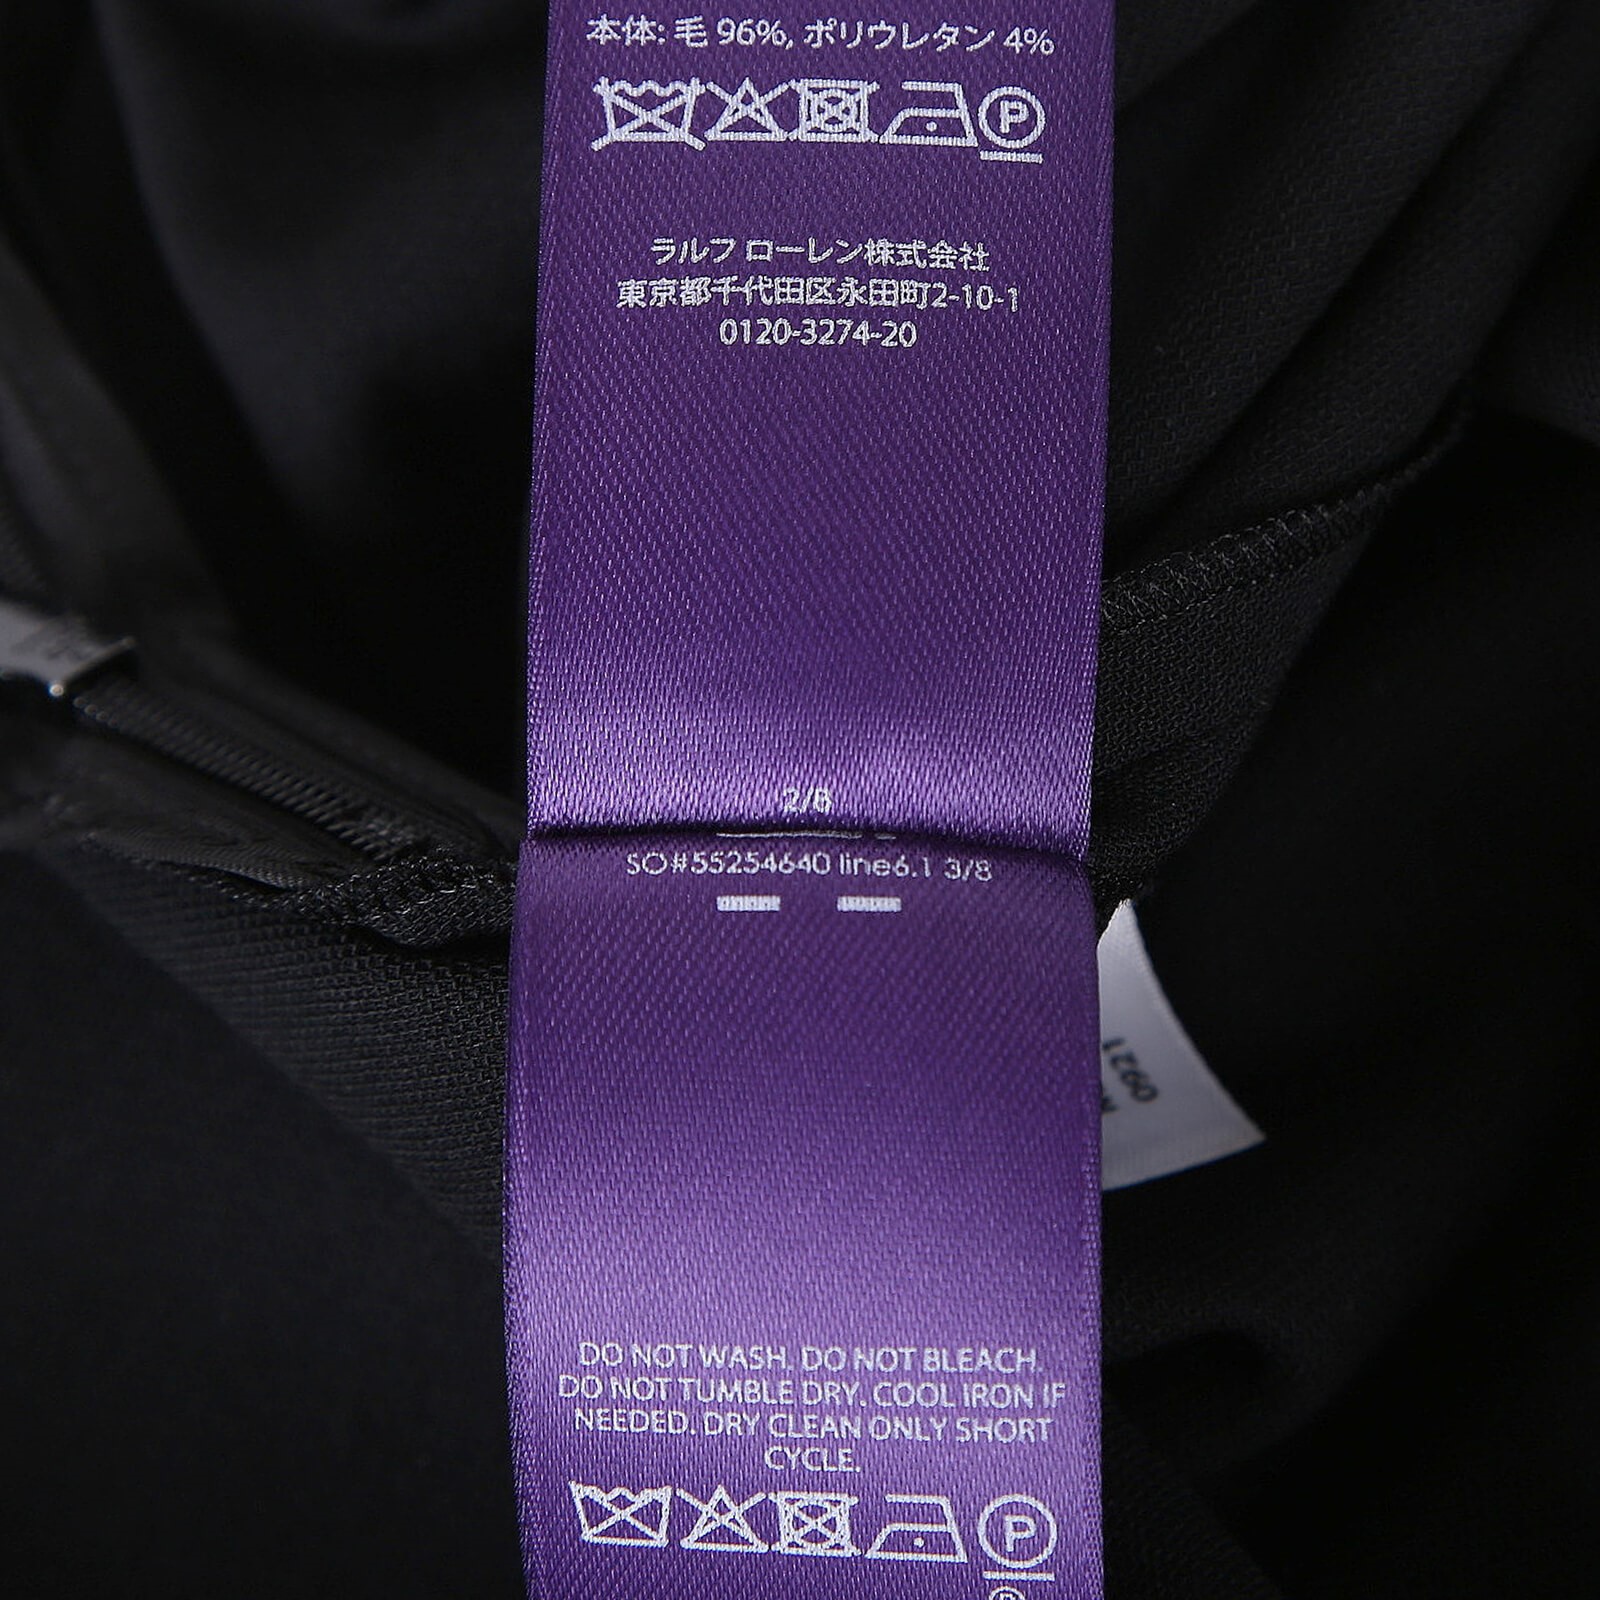 本体: 毛 96%, ポリウレタン 4%
P
ラルフ ローレン株式会社
東京都千代田区永田町2-10-1
0120-3274-20
2/8
SO#55254640 line6.1 3/8
0921
DO NOT WASH. DO NOT BLEACH.
DO NOT TUMBLE DRY. COOL IRON IF
NEEDED. DRY CLEAN ONLY SHORT
CYCLE.
P